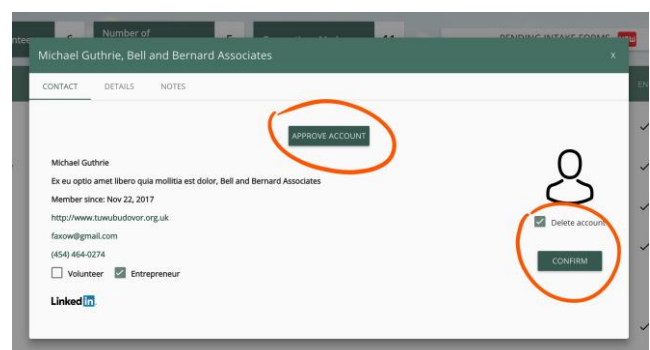 Number of
PENDING INTAKE FORMS
Michael Guthrie, Bell and Bernard Associates
x
CONTACT DETAILS NOTES
APPROVE ACCOUNT
Michael Guthrie
Ex eu optio amet libero quia mollitia est dolor, Bell and Bernard Associates
Member since: Nov 22, 2017
http://www.tuwubudovor.org.uk
faxow@gmail.com
(454) 464-0274
Volunteer Entrepreneur
Linked in
Delete account
CONFIRM